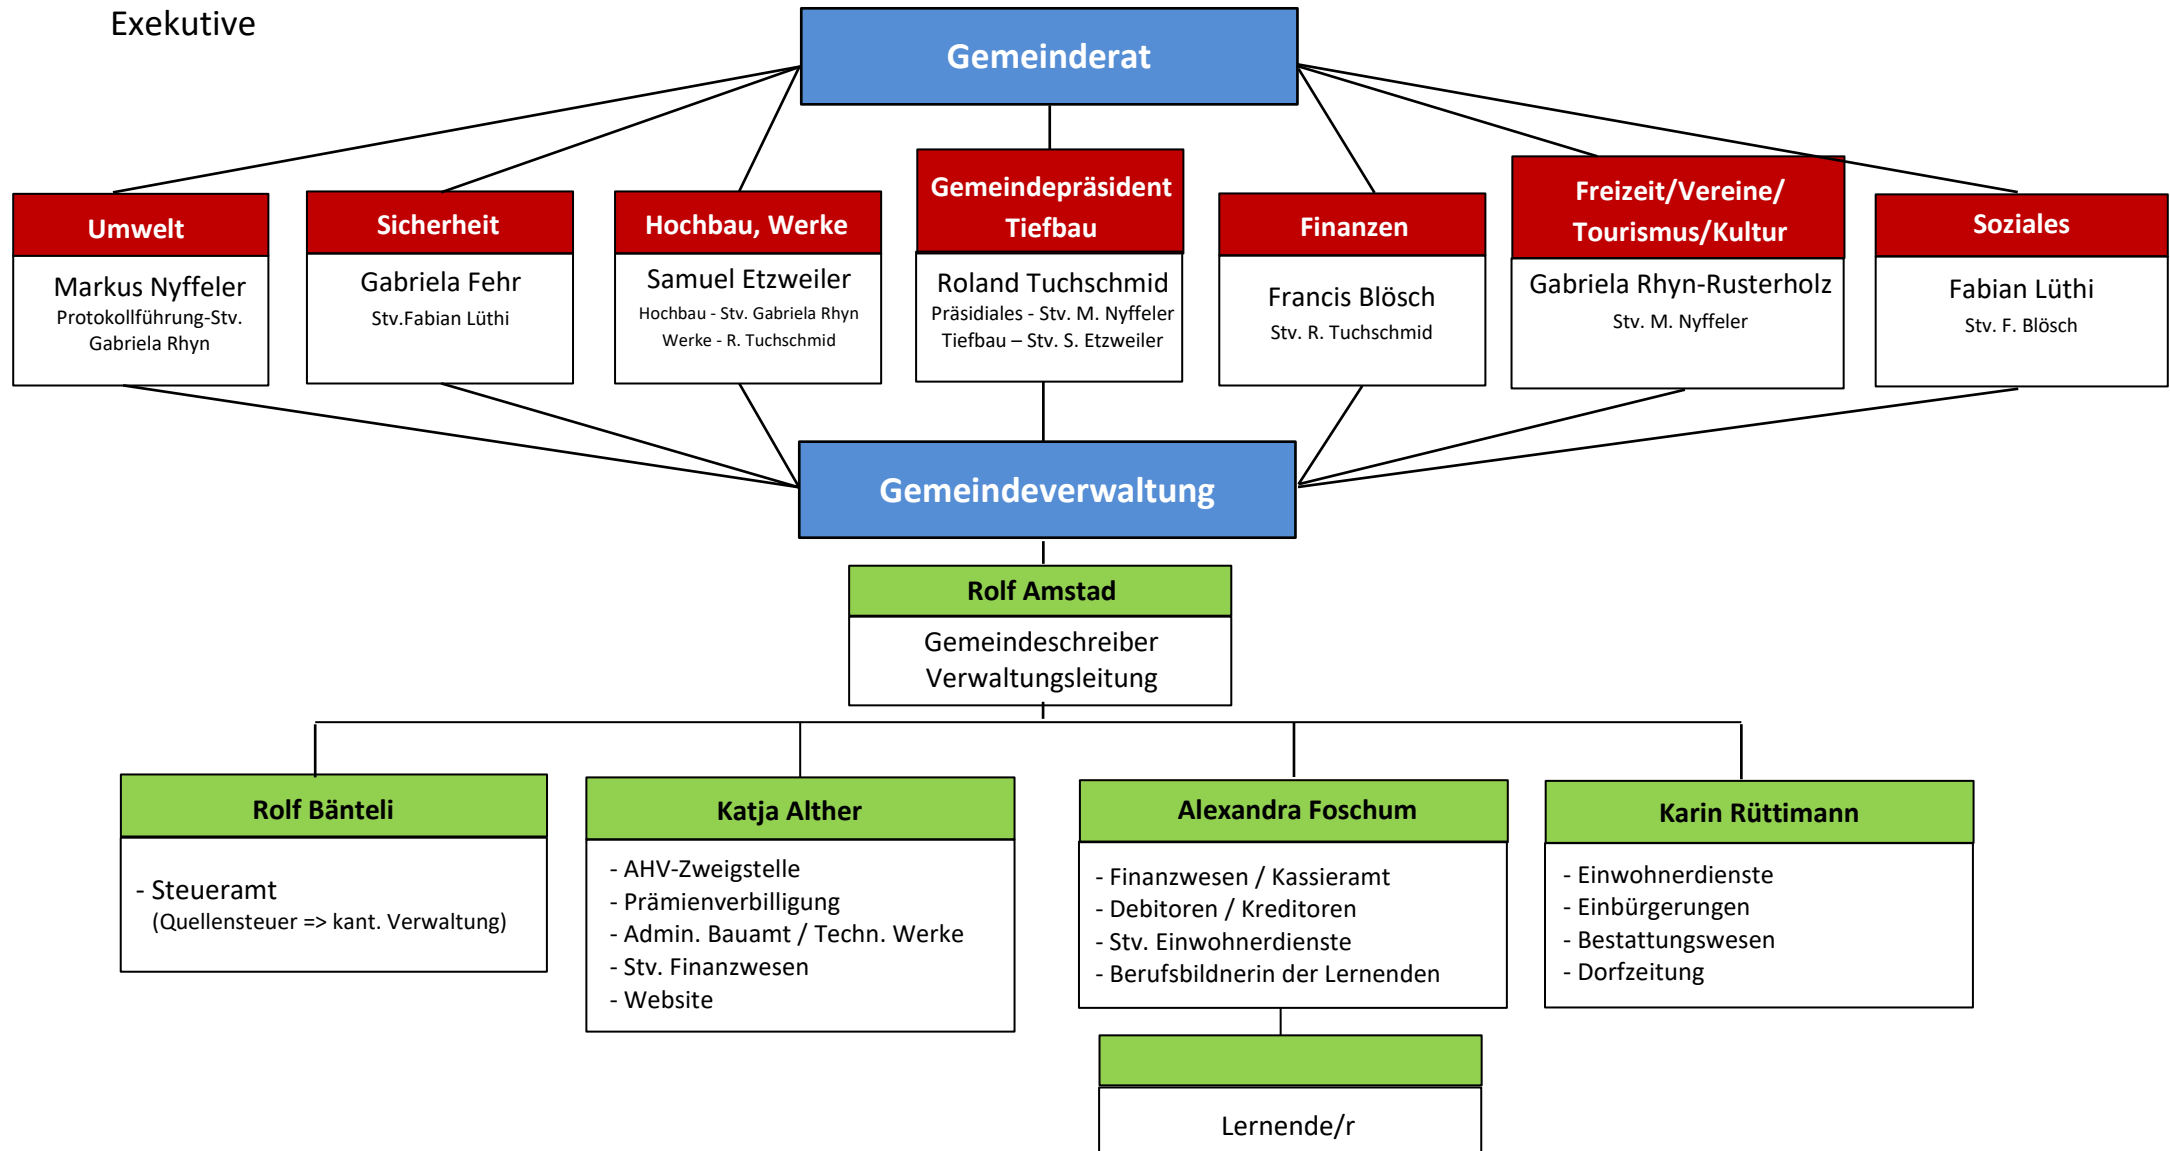 Exekutive
Gemeinderat
Umwelt
Markus Nyffeler
Protokollführung-Stv.
Gabriela Rhyn
Sicherheit
Gabriela Fehr
Stv.Fabian Lüthi
Hochbau, Werke
Samuel Etzweiler
Hochbau - Stv. Gabriela Rhyn
Werke - R. Tuchschmid
Gemeindepräsident
Tiefbau
Roland Tuchschmid
Präsidiales - Stv. M. Nyffeler
Tiefbau – Stv. S. Etzweiler
Finanzen
Francis Blösch
Stv. R. Tuchschmid
Freizeit/Vereine/
Tourismus/Kultur
Gabriela Rhyn-Rusterholz
Stv. M. Nyffeler
Soziales
Fabian Lüthi
Stv. F. Blösch
Gemeindeverwaltung
Rolf Amstad
Gemeindeschreiber
Verwaltungsleitung
Rolf Bänteli
- Steueramt
(Quellensteuer => kant. Verwaltung)
Katja Alther
- AHV-Zweigstelle
- Prämienverbilligung
- Admin. Bauamt / Techn. Werke
- Stv. Finanzwesen
- Website
Alexandra Foschum
- Finanzwesen / Kassieramt
- Debitoren / Kreditoren
- Stv. Einwohnerdienste
- Berufsbildnerin der Lernenden
Karin Rüttimann
- Einwohnerdienste
- Einbürgerungen
- Bestattungswesen
- Dorfzeitung
Lernende/r